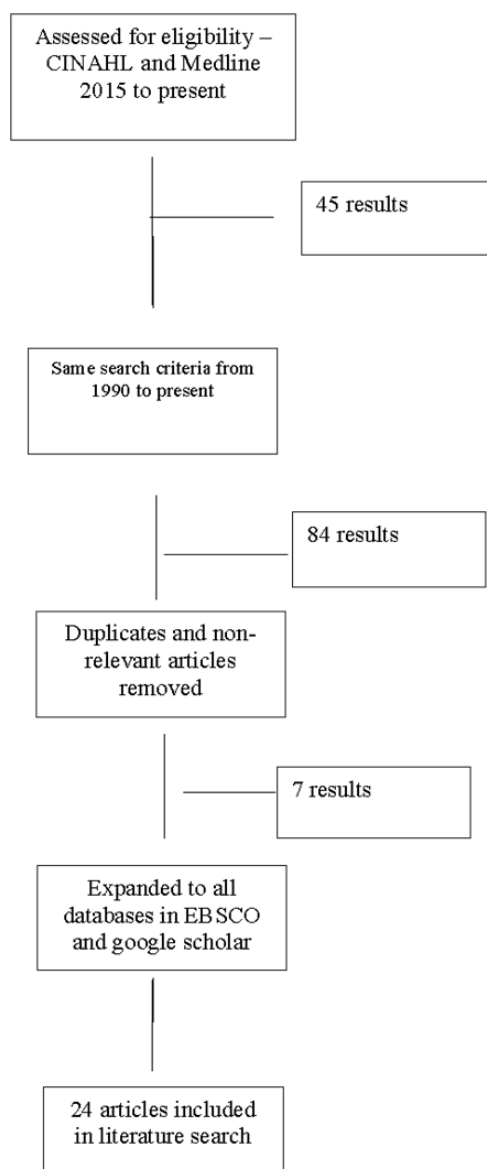 Assessed for eligibility –
CINAHL and Medline
2015 to present
45 results
Same search criteria from
1990 to present
84 results
Duplicates and non-
relevant articles
removed
7 results
Expanded to all
databases in EBSCO
and google scholar
24 articles included
in literature search